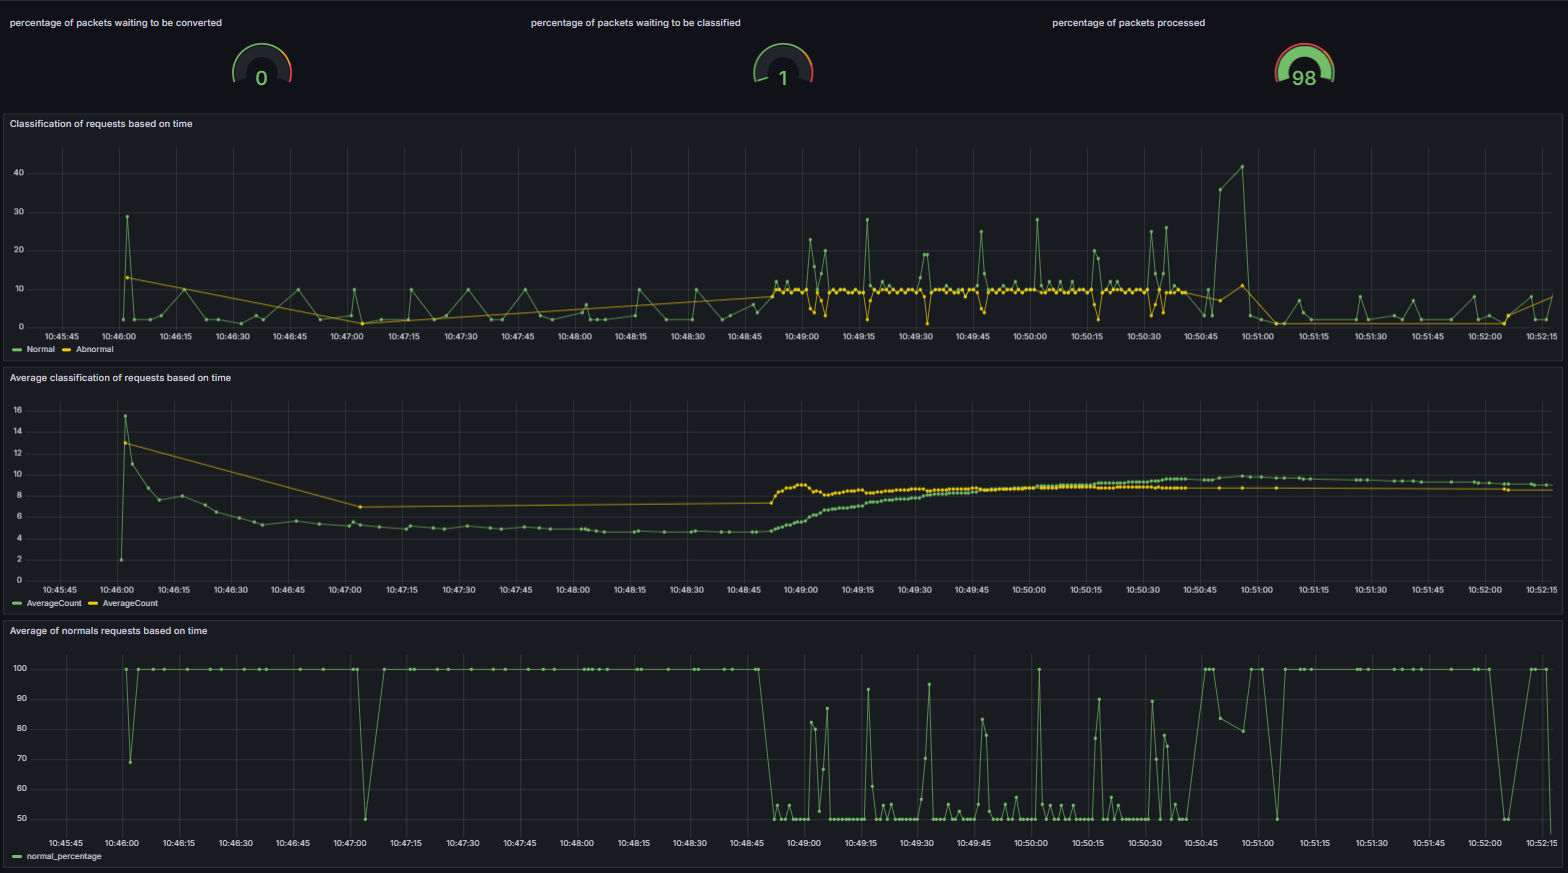 percentage of packets waiting to be converted percentage of packets waiting to be classified percentage of packets processed
0 1 98
Classification of requests based on time
40
30
20
10
0
10:45:45 10:46:00 10:46:15 10:46:30 10:46:45 10:47:00 10:47:15 10:47:30 10:47:45 10:48:00 10:48:15 10:48:30 10:48:45 10:49:00 10:49:15 10:49:30 10:49:45 10:50:00 10:50:15 10:50:30 10:50:45 10:51:00 10:51:15 10:51:30 10:51:45 10:52:00 10:52:15
Normal Abnormal
Average classification of requests based on time
16
14
12
10
8
6
4
2
0
10:45:45 10:46:00 10:46:15 10:46:30 10:46:45 10:47:00 10:47:15 10:47:30 10:47:45 10:48:00 10:48:15 10:48:30 10:48:45 10:49:00 10:49:15 10:49:30 10:49:45 10:50:00 10:50:15 10:50:30 10:50:45 10:51:00 10:51:15 10:51:30 10:51:45 10:52:00 10:52:15
AverageCount AverageCount
Average of normals requests based on time
100
90
80
70
60
50
10:45:45 10:46:00 10:46:15 10:46:30 10:46:45 10:47:00 10:47:15 10:47:30 10:47:45 10:48:00 10:48:15 10:48:30 10:48:45 10:49:00 10:49:15 10:49:30 10:49:45 10:50:00 10:50:15 10:50:30 10:50:45 10:51:00 10:51:15 10:51:30 10:51:45 10:52:00 10:52:15
normal_percentage